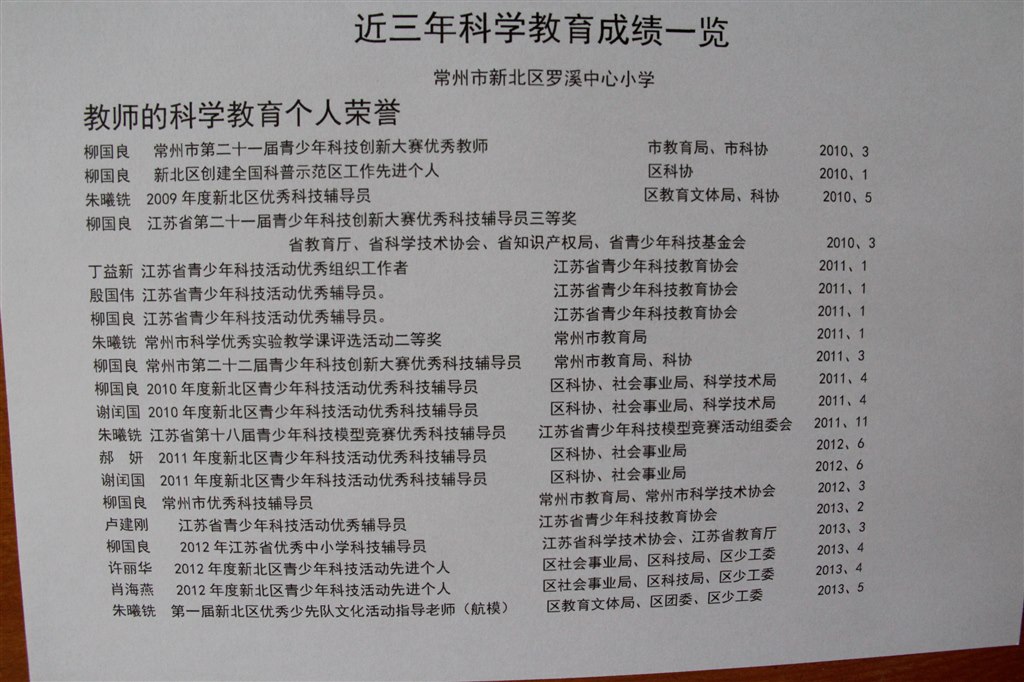 近三年科学教育成绩一览
常州市新北区罗溪中心小学
教师的科学教育个人荣誉
柳国良 常州市第二十一届青少年科技创新大赛优秀教师 市教育局、市科协 2010、3
柳国良 新北区创建全国科普示范区工作先进个人 区科协 2010、1
朱曦铣 2009 年度新北区优秀科技辅导员 区教育文体局、科协 2010、5
柳国良 江苏省第二十一届青少年科技创新大赛优秀科技辅导员三等奖
省教育厅、省科学技术协会、省知识产权局、省青少年科技基金会 2010、3
丁益新 江苏省青少年科技活动优秀组织工作者 江苏省青少年科技教育协会 2011、1
殷国伟 江苏省青少年科技活动优秀辅导员。 江苏省青少年科技教育协会 2011、1
柳国良 江苏省青少年科技活动优秀辅导员。 江苏省青少年科技教育协会 2011、1
朱曦铣 常州市科学优秀实验教学课评选活动二等奖 常州市教育局 2011、1
柳国良 常州市第二十二届青少年科技创新大赛优秀科技辅导员 常州市教育局、科协 2011、3
柳国良 2010 年度新北区青少年科技活动优秀科技辅导员 区科协、社会事业局、科学技术局 2011、4
谢闰国 2010 年度新北区青少年科技活动优秀科技辅导员 区科协、社会事业局、科学技术局 2011、4
朱曦铣 江苏省第十八届青少年科技模型竞赛优秀科技辅导员 江苏省青少年科技模型竞赛活动组委会 2011、11
郝 妍 2011 年度新北区青少年科技活动优秀科技辅导员 区科协、社会事业局 2012、6
谢闰国 2011 年度新北区青少年科技活动优秀科技辅导员 区科协、社会事业局 2012、6
柳国良 常州市优秀科技辅导员 常州市教育局、常州市科学技术协会 2012、3
卢建刚 江苏省青少年科技活动优秀辅导员 江苏省青少年科技教育协会 2013、2
柳国良 2012 年江苏省优秀中小学科技辅导员 江苏省科学技术协会、江苏省教育厅 2013、3
许丽华 2012 年度新北区青少年科技活动先进个人 区社会事业局、区科技局、区少工委 2013、4
肖海燕 2012 年度新北区青少年科技活动先进个人 区社会事业局、区科技局、区少工委 2013、4
朱曦铣 第一届新北区优秀少先队文化活动指导老师（航模） 区教育文体局、区团委、区少工委 2013、5